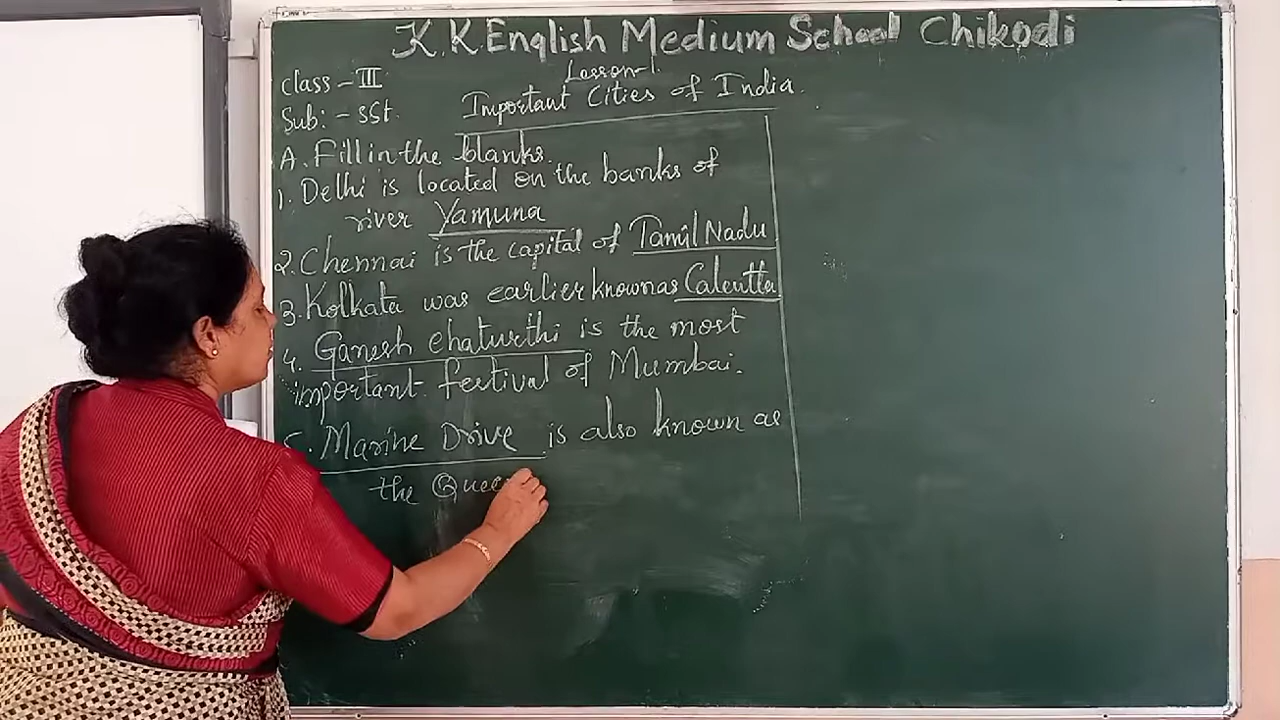 K.K.English Medium School Chikodi
Class - III
Lesson-1.
Sub:- SSt.
Important Cities of India.
A. Fill in the blanks.
1. Delhi is located on the banks of
river Yamuna
2. Chennai is the capital of Tamil Nadu
3. Kolkata was earlier known as Calcutta
4. Ganesh chaturthi is the most
important festival of Mumbai.
5. Marine Drive is also known as
the Quee